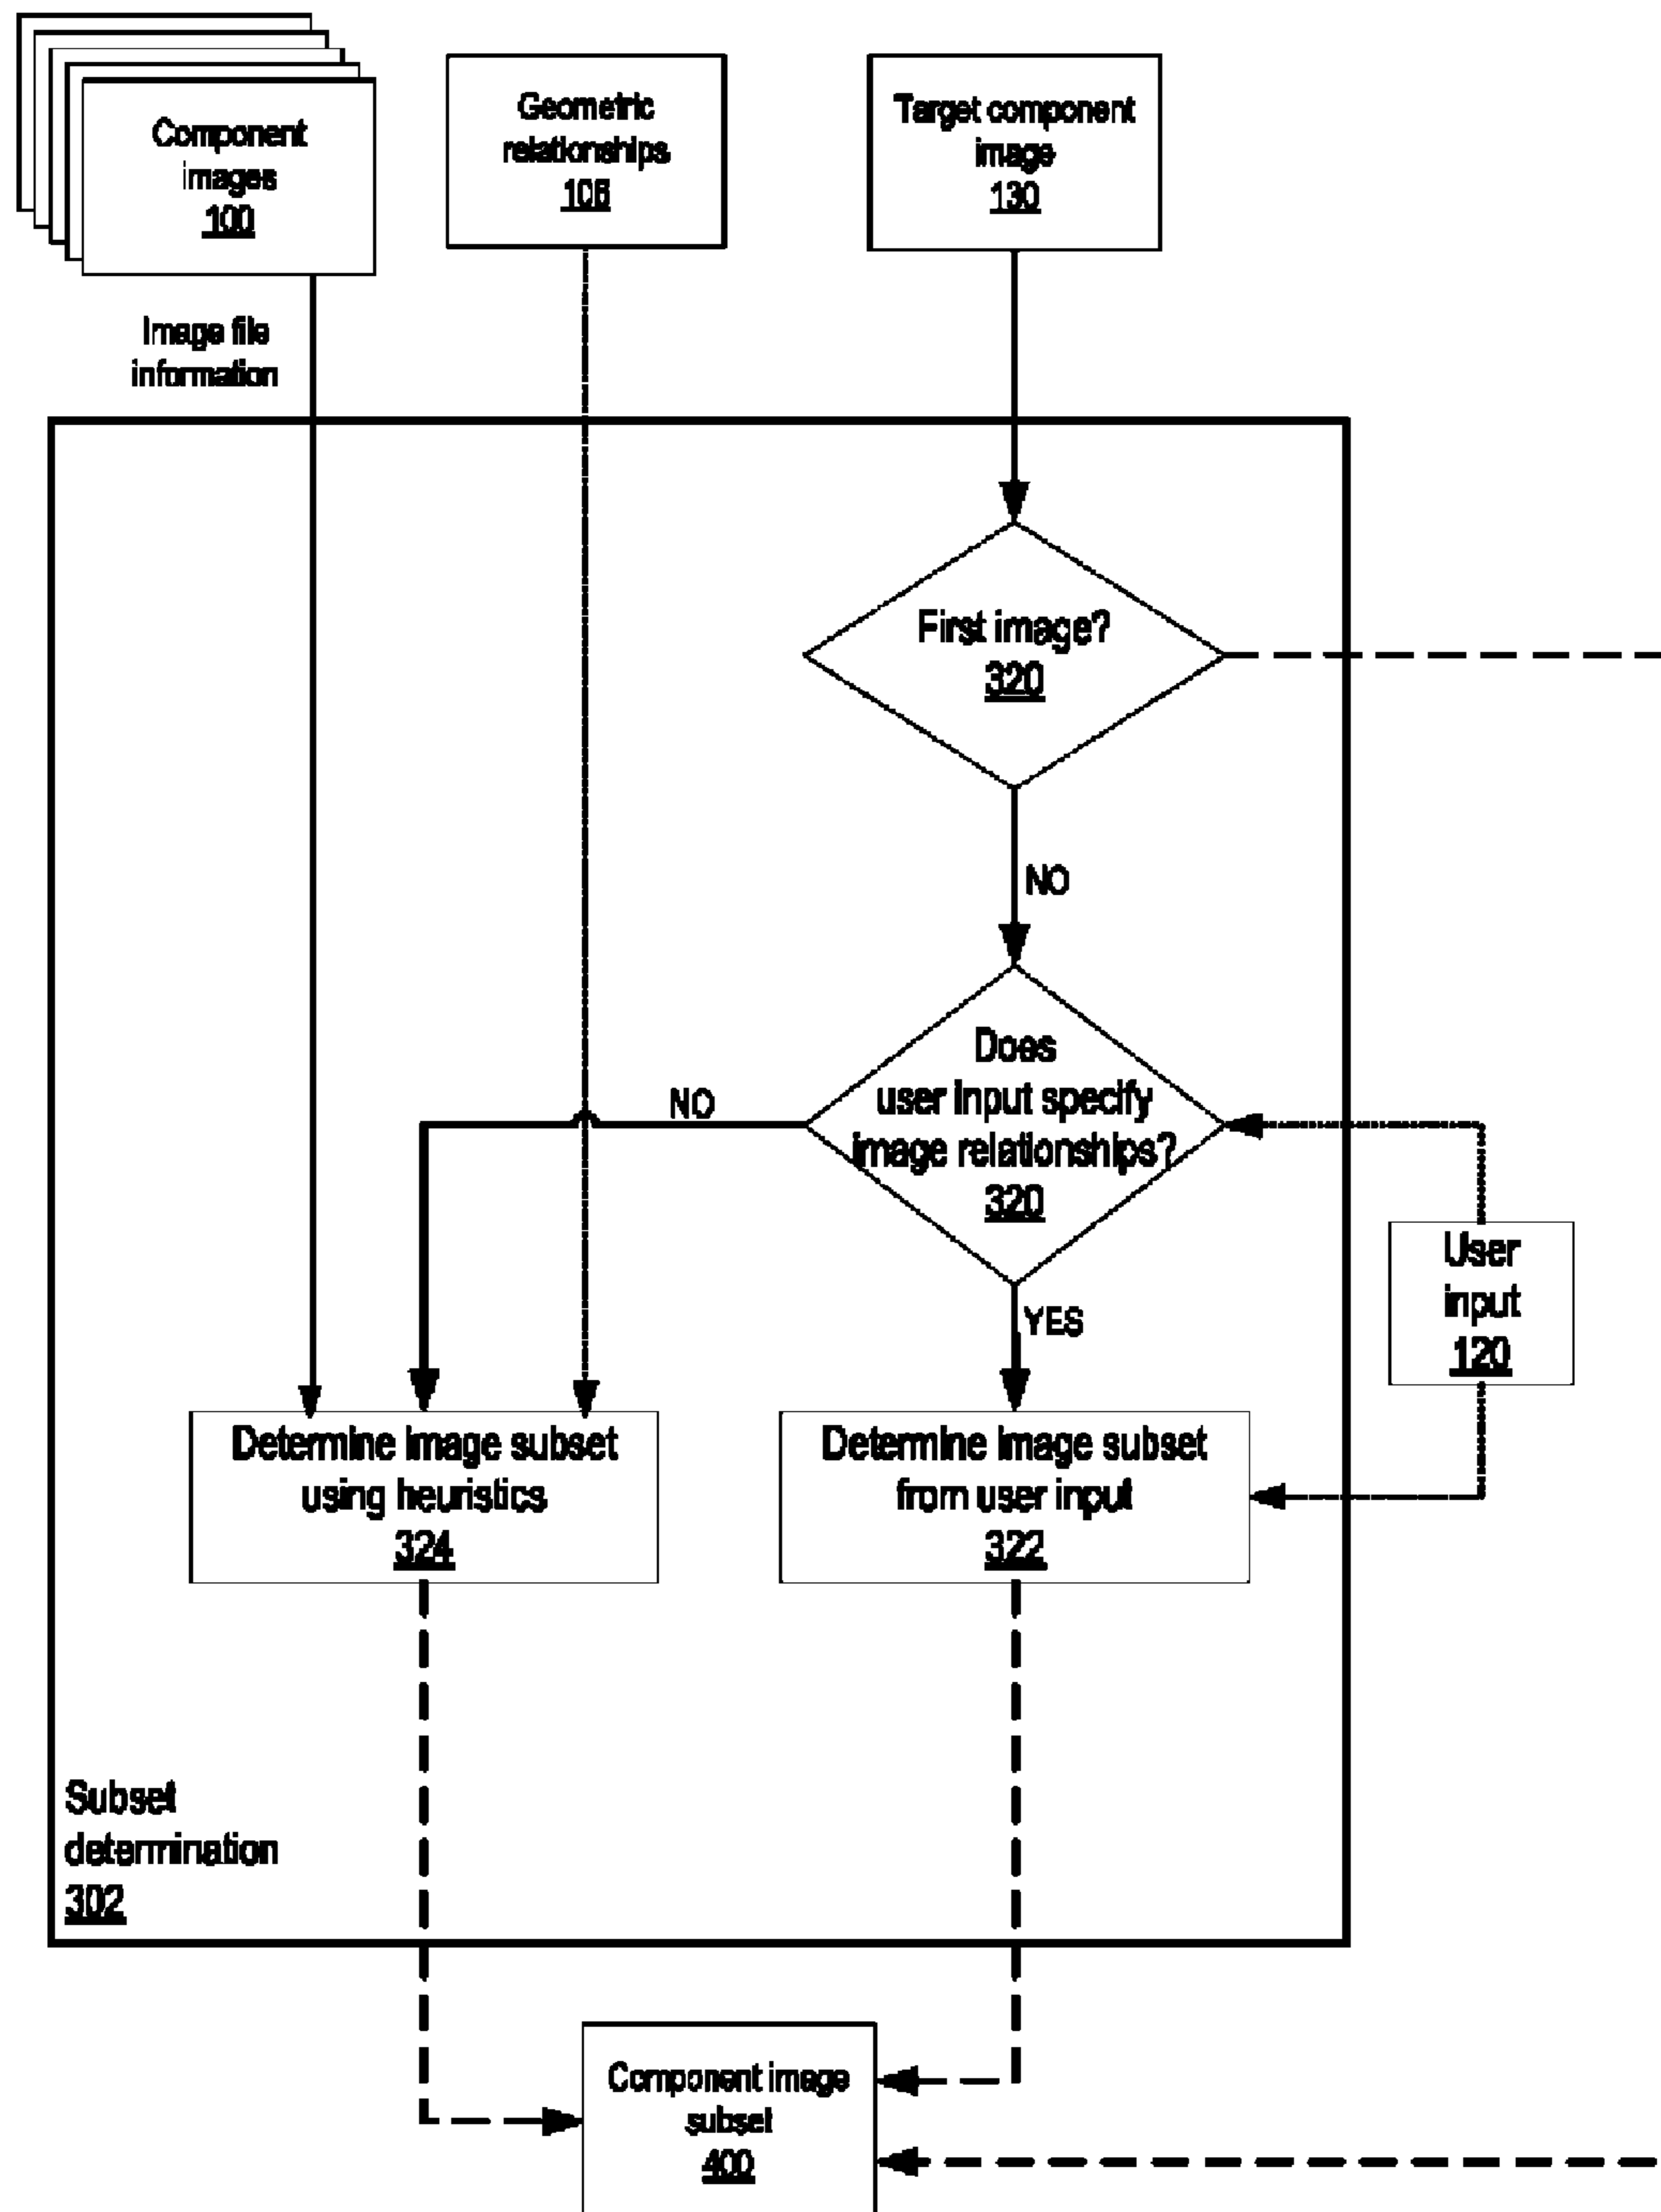 Component
images
100
Geometric
relationships
106
Target component
image
130
Image file
information
First image?
320
NO
Does
user input specify
image relationships?
320
NO
YES
User
input
120
Determine image subset
using heuristics
324
Determine image subset
from user input
322
Subset
determination
302
Component image
subset
400